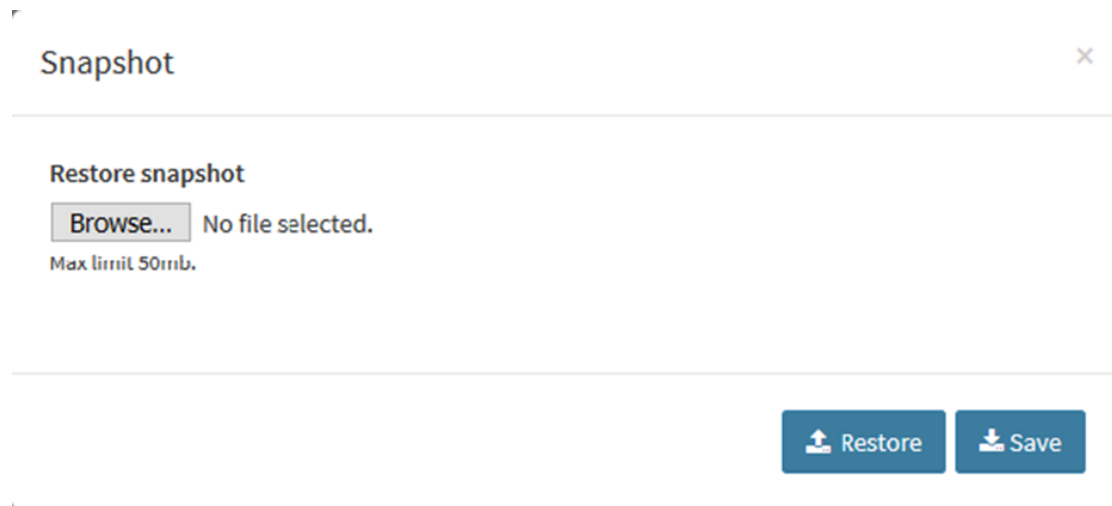 Snapshot ×
Restore snapshot
Browse... No file selected.
Max limit 50mb.
Restore Save